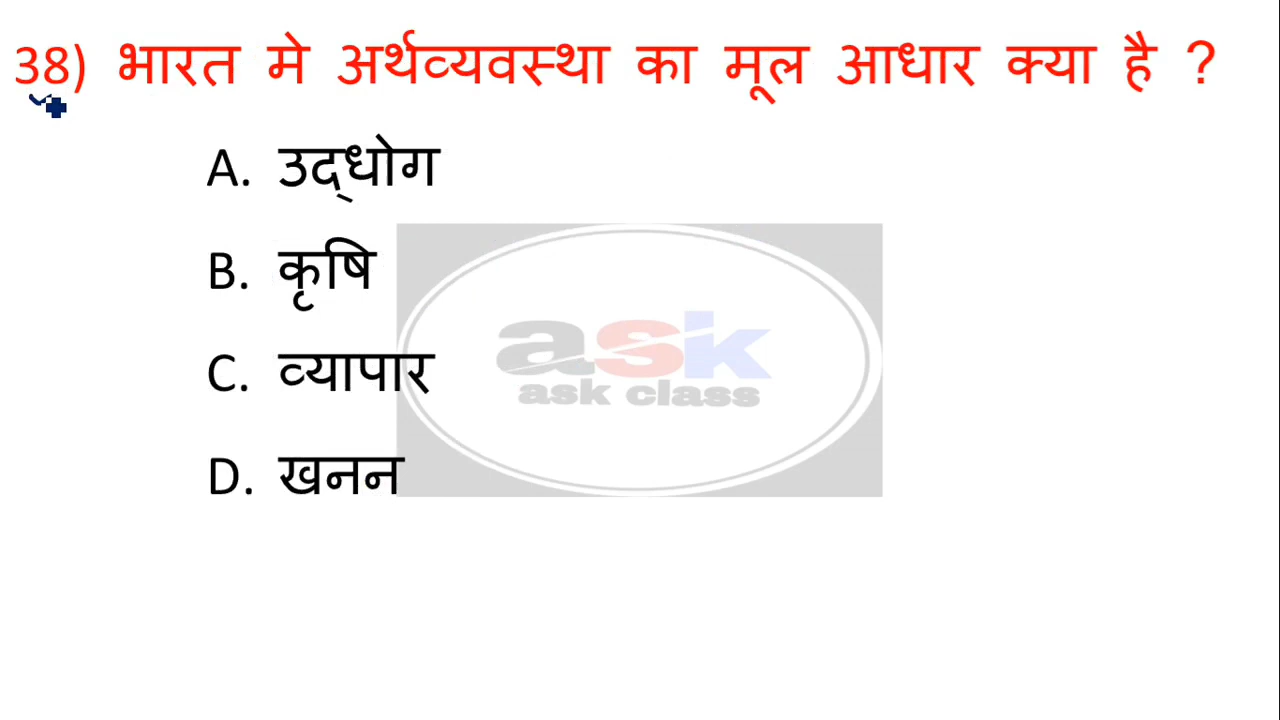 38) भारत मे अर्थव्यवस्था का मूल आधार क्या है ?
A. उद्धोग
B. कृषि
C. व्यापार
D. खनन
ask
ask class